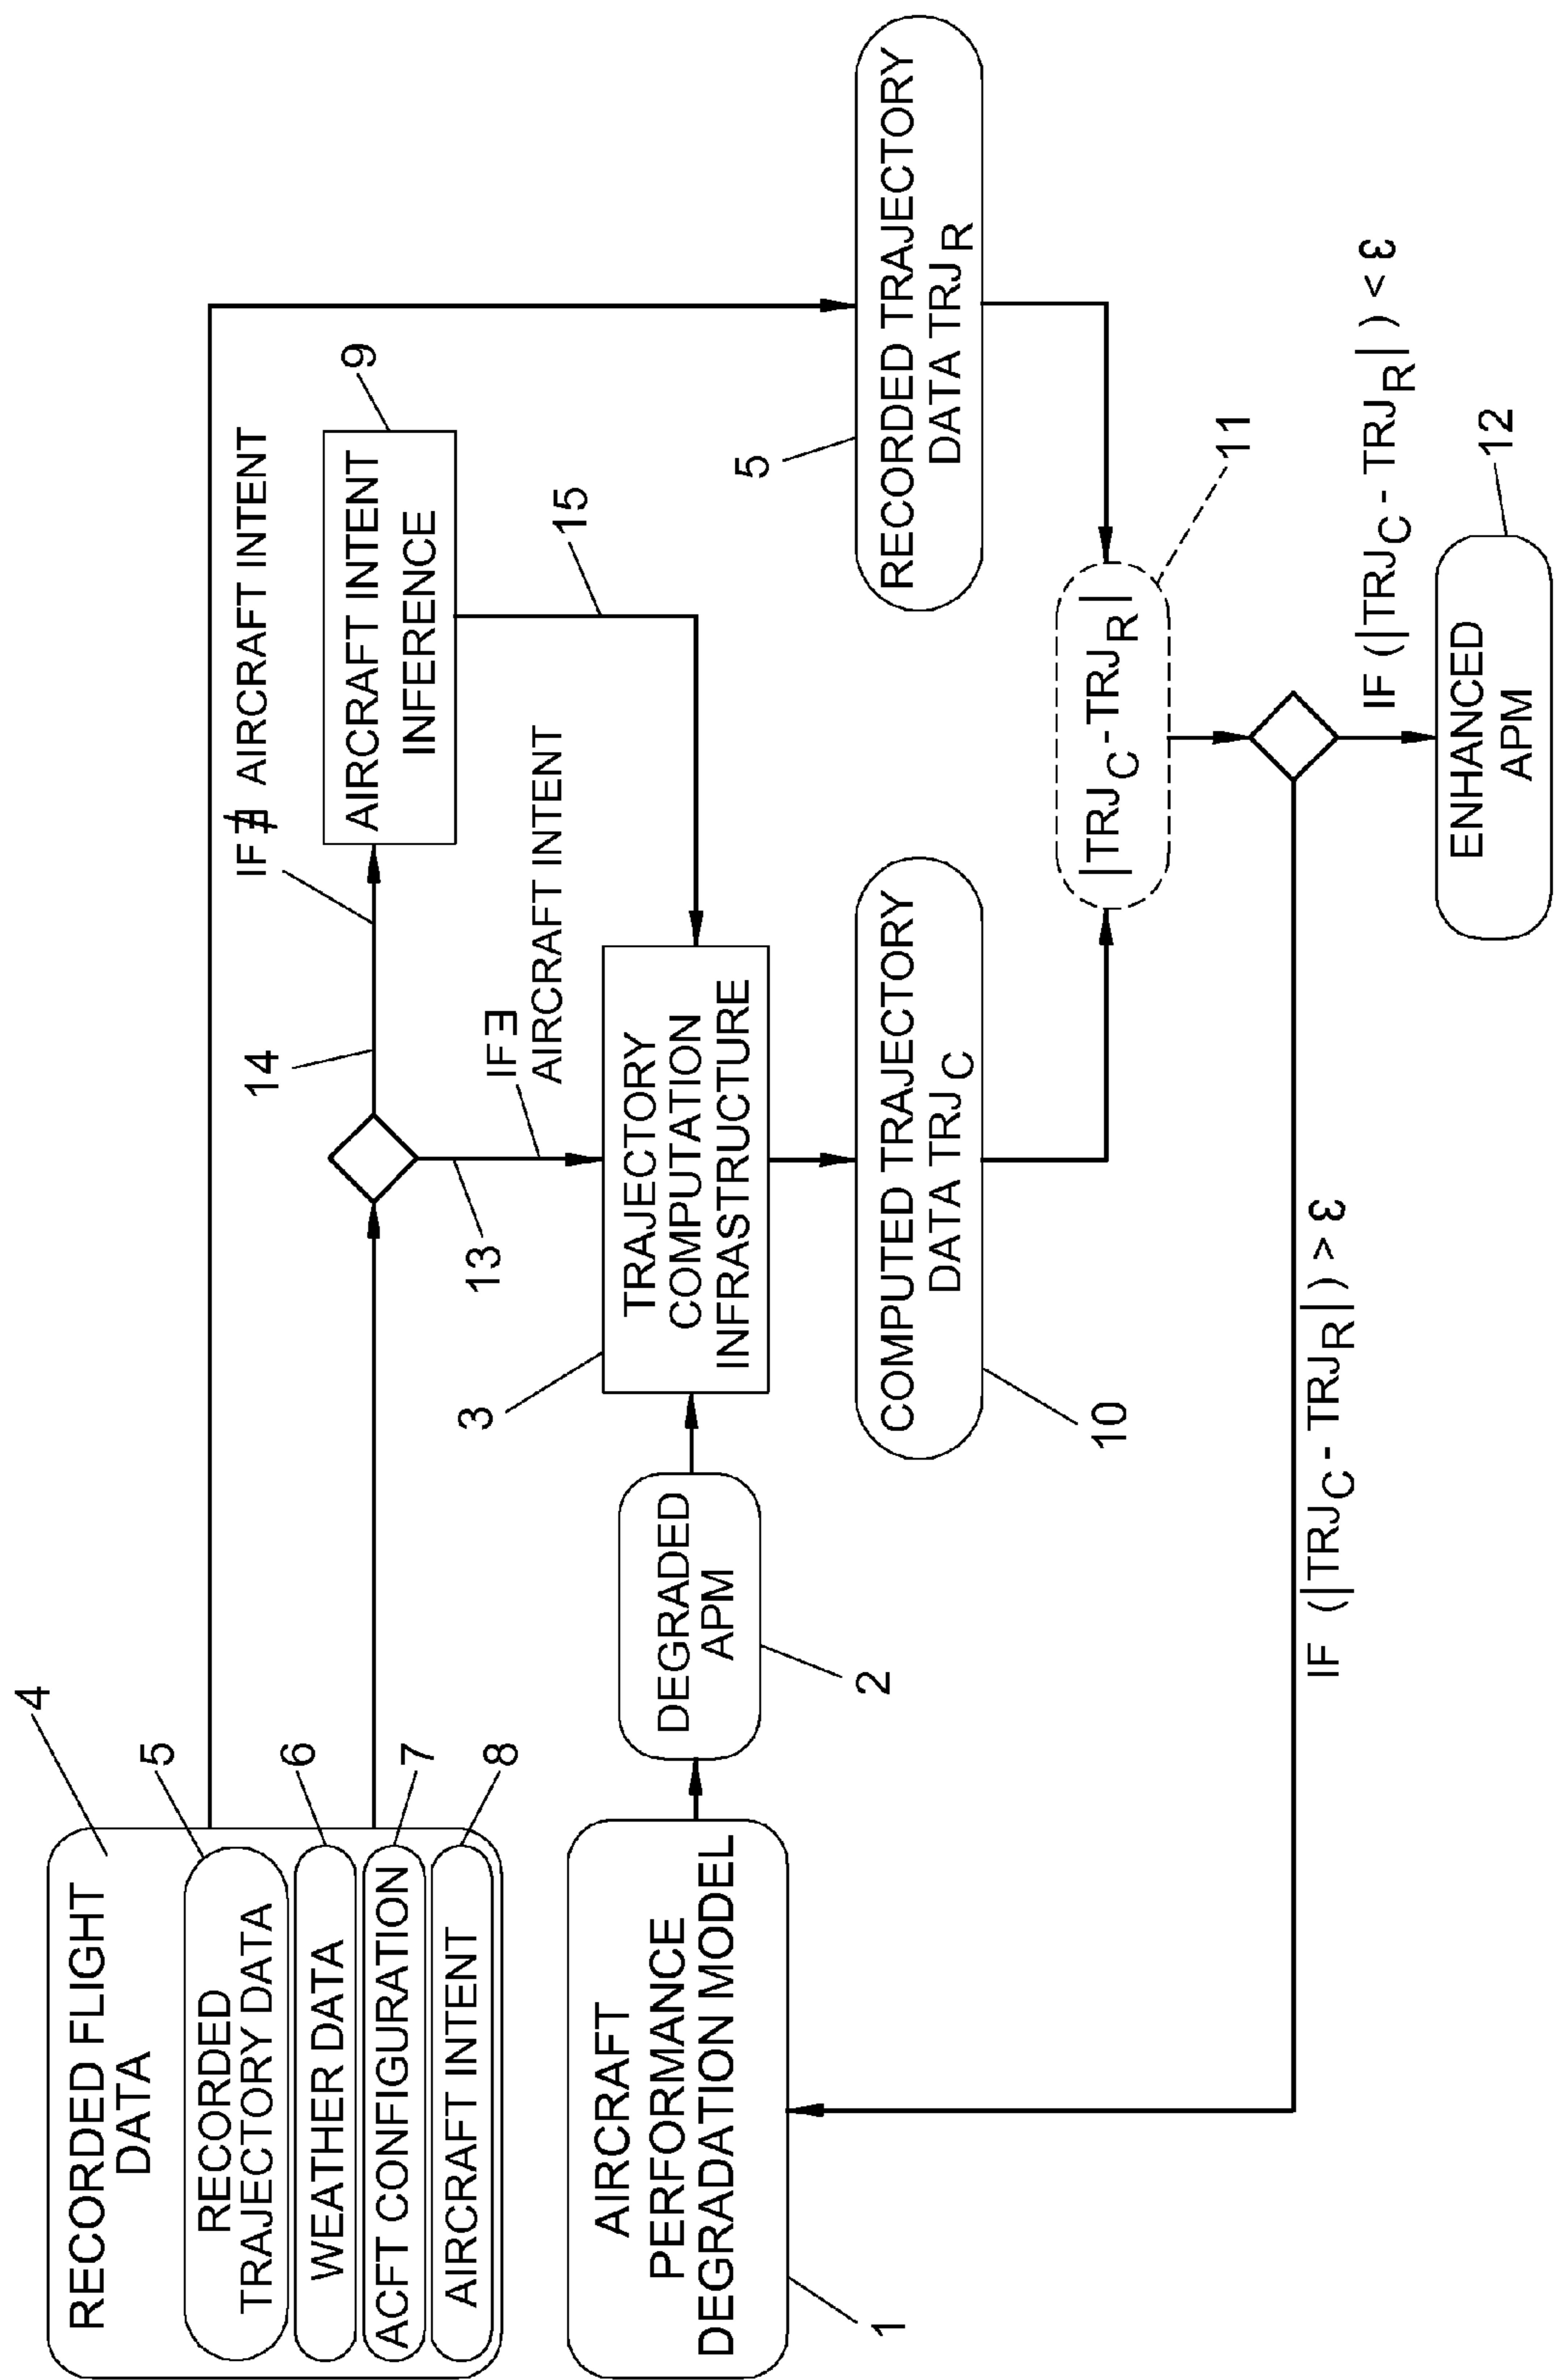 RECORDED FLIGHT
DATA
4
RECORDED
TRAJECTORY DATA
5
WEATHER DATA
6
ACFT CONFIGURATION
7
AIRCRAFT INTENT
8
14
IF ∄ AIRCRAFT INTENT
AIRCRAFT INTENT
INFERENCE
9
13
IF ∃
AIRCRAFT INTENT
15
AIRCRAFT
PERFORMANCE
DEGRADATION MODEL
1
DEGRADED
APM
2
3
TRAJECTORY
COMPUTATION
INFRASTRUCTURE
COMPUTED TRAJECTORY
DATA TRJC
10
5
RECORDED TRAJECTORY
DATA TRJR
|TRJC - TRJR|
11
IF (|TRJC - TRJR|) > ε
IF (|TRJC - TRJR|) < ε
ENHANCED
APM
12